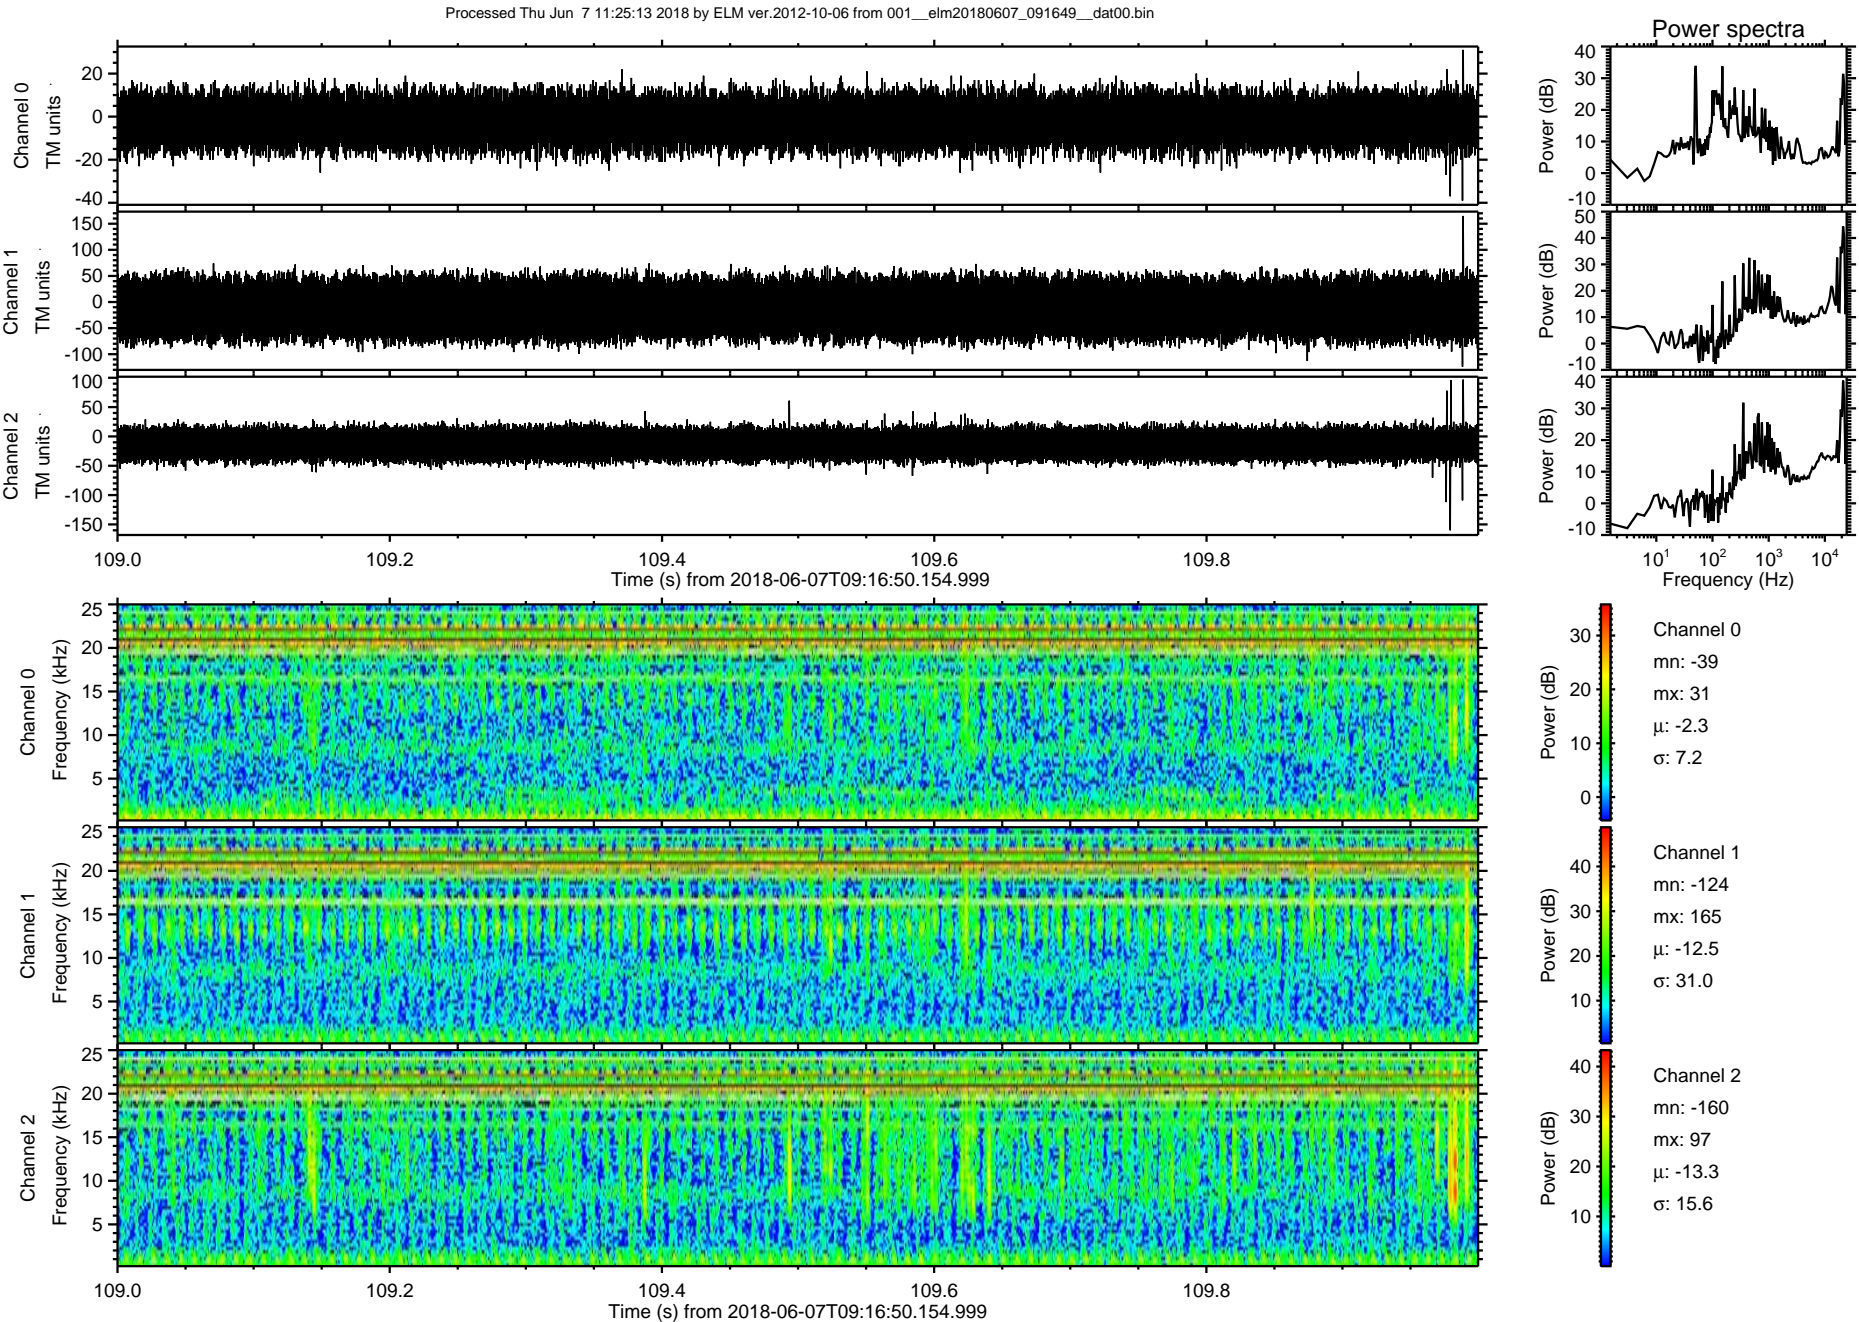 Processed Thu Jun  7 11:25:13 2018 by ELM ver.2012-10-06 from 001__elm20180607_091649__dat00.bin
Power spectra
Channel 0
TM units
20
0
-20
-40
Power (dB)
40
30
20
10
0
-10
Channel 1
TM units
150
100
50
0
-50
-100
Power (dB)
50
40
30
20
10
0
-10
Channel 2
TM units
100
50
0
-50
-100
-150
Power (dB)
40
30
20
10
0
-10
109.0 109.2 109.4 109.6 109.8
Time (s) from 2018-06-07T09:16:50.154.999
10¹ 10² 10³ 10⁴
Frequency (Hz)
Channel 0
Frequency (kHz)
25
20
15
10
5
Power (dB)
30
20
10
0
Channel 0
mn: -39
mx: 31
μ: -2.3
σ: 7.2
Channel 1
Frequency (kHz)
25
20
15
10
5
Power (dB)
40
30
20
10
Channel 1
mn: -124
mx: 165
μ: -12.5
σ: 31.0
Channel 2
Frequency (kHz)
25
20
15
10
5
Power (dB)
40
30
20
10
Channel 2
mn: -160
mx: 97
μ: -13.3
σ: 15.6
109.0 109.2 109.4 109.6 109.8
Time (s) from 2018-06-07T09:16:50.154.999